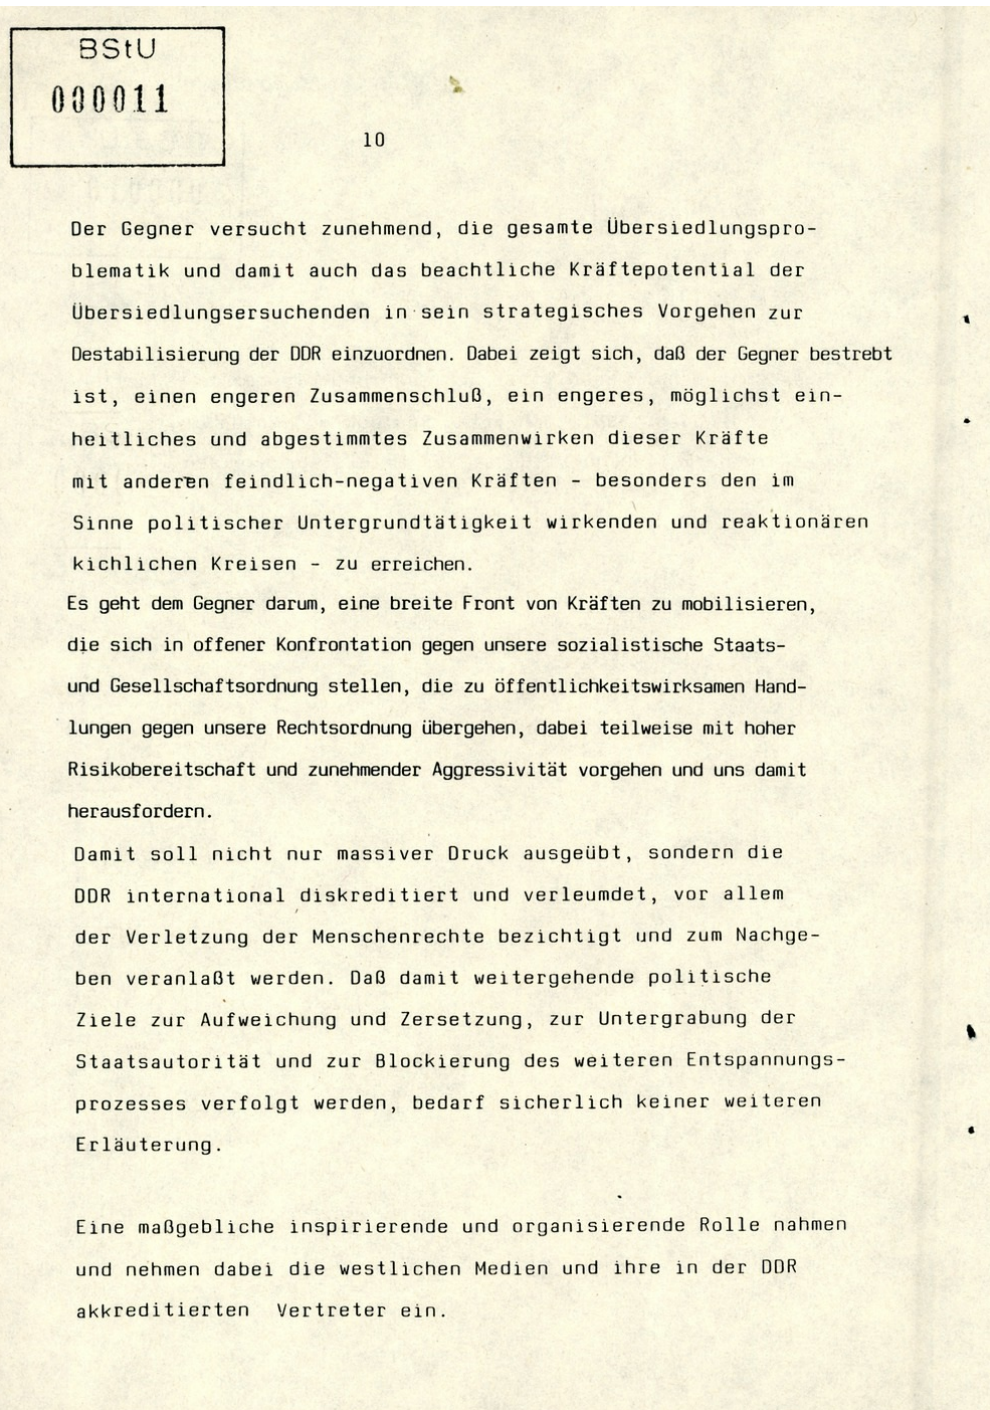 BStU
000011
10
Der Gegner versucht zunehmend, die gesamte Übersiedlungspro-
blematik und damit auch das beachtliche Kräftepotential der
Übersiedlungsersuchenden in sein strategisches Vorgehen zur
Destabilisierung der DDR einzuordnen. Dabei zeigt sich, daß der Gegner bestrebt
ist, einen engeren Zusammenschluß, ein engeres, möglichst ein-
heitliches und abgestimmtes Zusammenwirken dieser Kräfte
mit anderen feindlich-negativen Kräften - besonders den im
Sinne politischer Untergrundtätigkeit wirkenden und reaktionären
kichlichen Kreisen - zu erreichen.
Es geht dem Gegner darum, eine breite Front von Kräften zu mobilisieren,
die sich in offener Konfrontation gegen unsere sozialistische Staats-
und Gesellschaftsordnung stellen, die zu öffentlichkeitswirksamen Hand-
lungen gegen unsere Rechtsordnung übergehen, dabei teilweise mit hoher
Risikobereitschaft und zunehmender Aggressivität vorgehen und uns damit
herausfordern.
Damit soll nicht nur massiver Druck ausgeübt, sondern die
DDR international diskreditiert und verleumdet, vor allem
der Verletzung der Menschenrechte bezichtigt und zum Nachge-
ben veranlaßt werden. Daß damit weitergehende politische
Ziele zur Aufweichung und Zersetzung, zur Untergrabung der
Staatsautorität und zur Blockierung des weiteren Entspannungs-
prozesses verfolgt werden, bedarf sicherlich keiner weiteren
Erläuterung.
Eine maßgebliche inspirierende und organisierende Rolle nahmen
und nehmen dabei die westlichen Medien und ihre in der DDR
akkreditierten Vertreter ein.